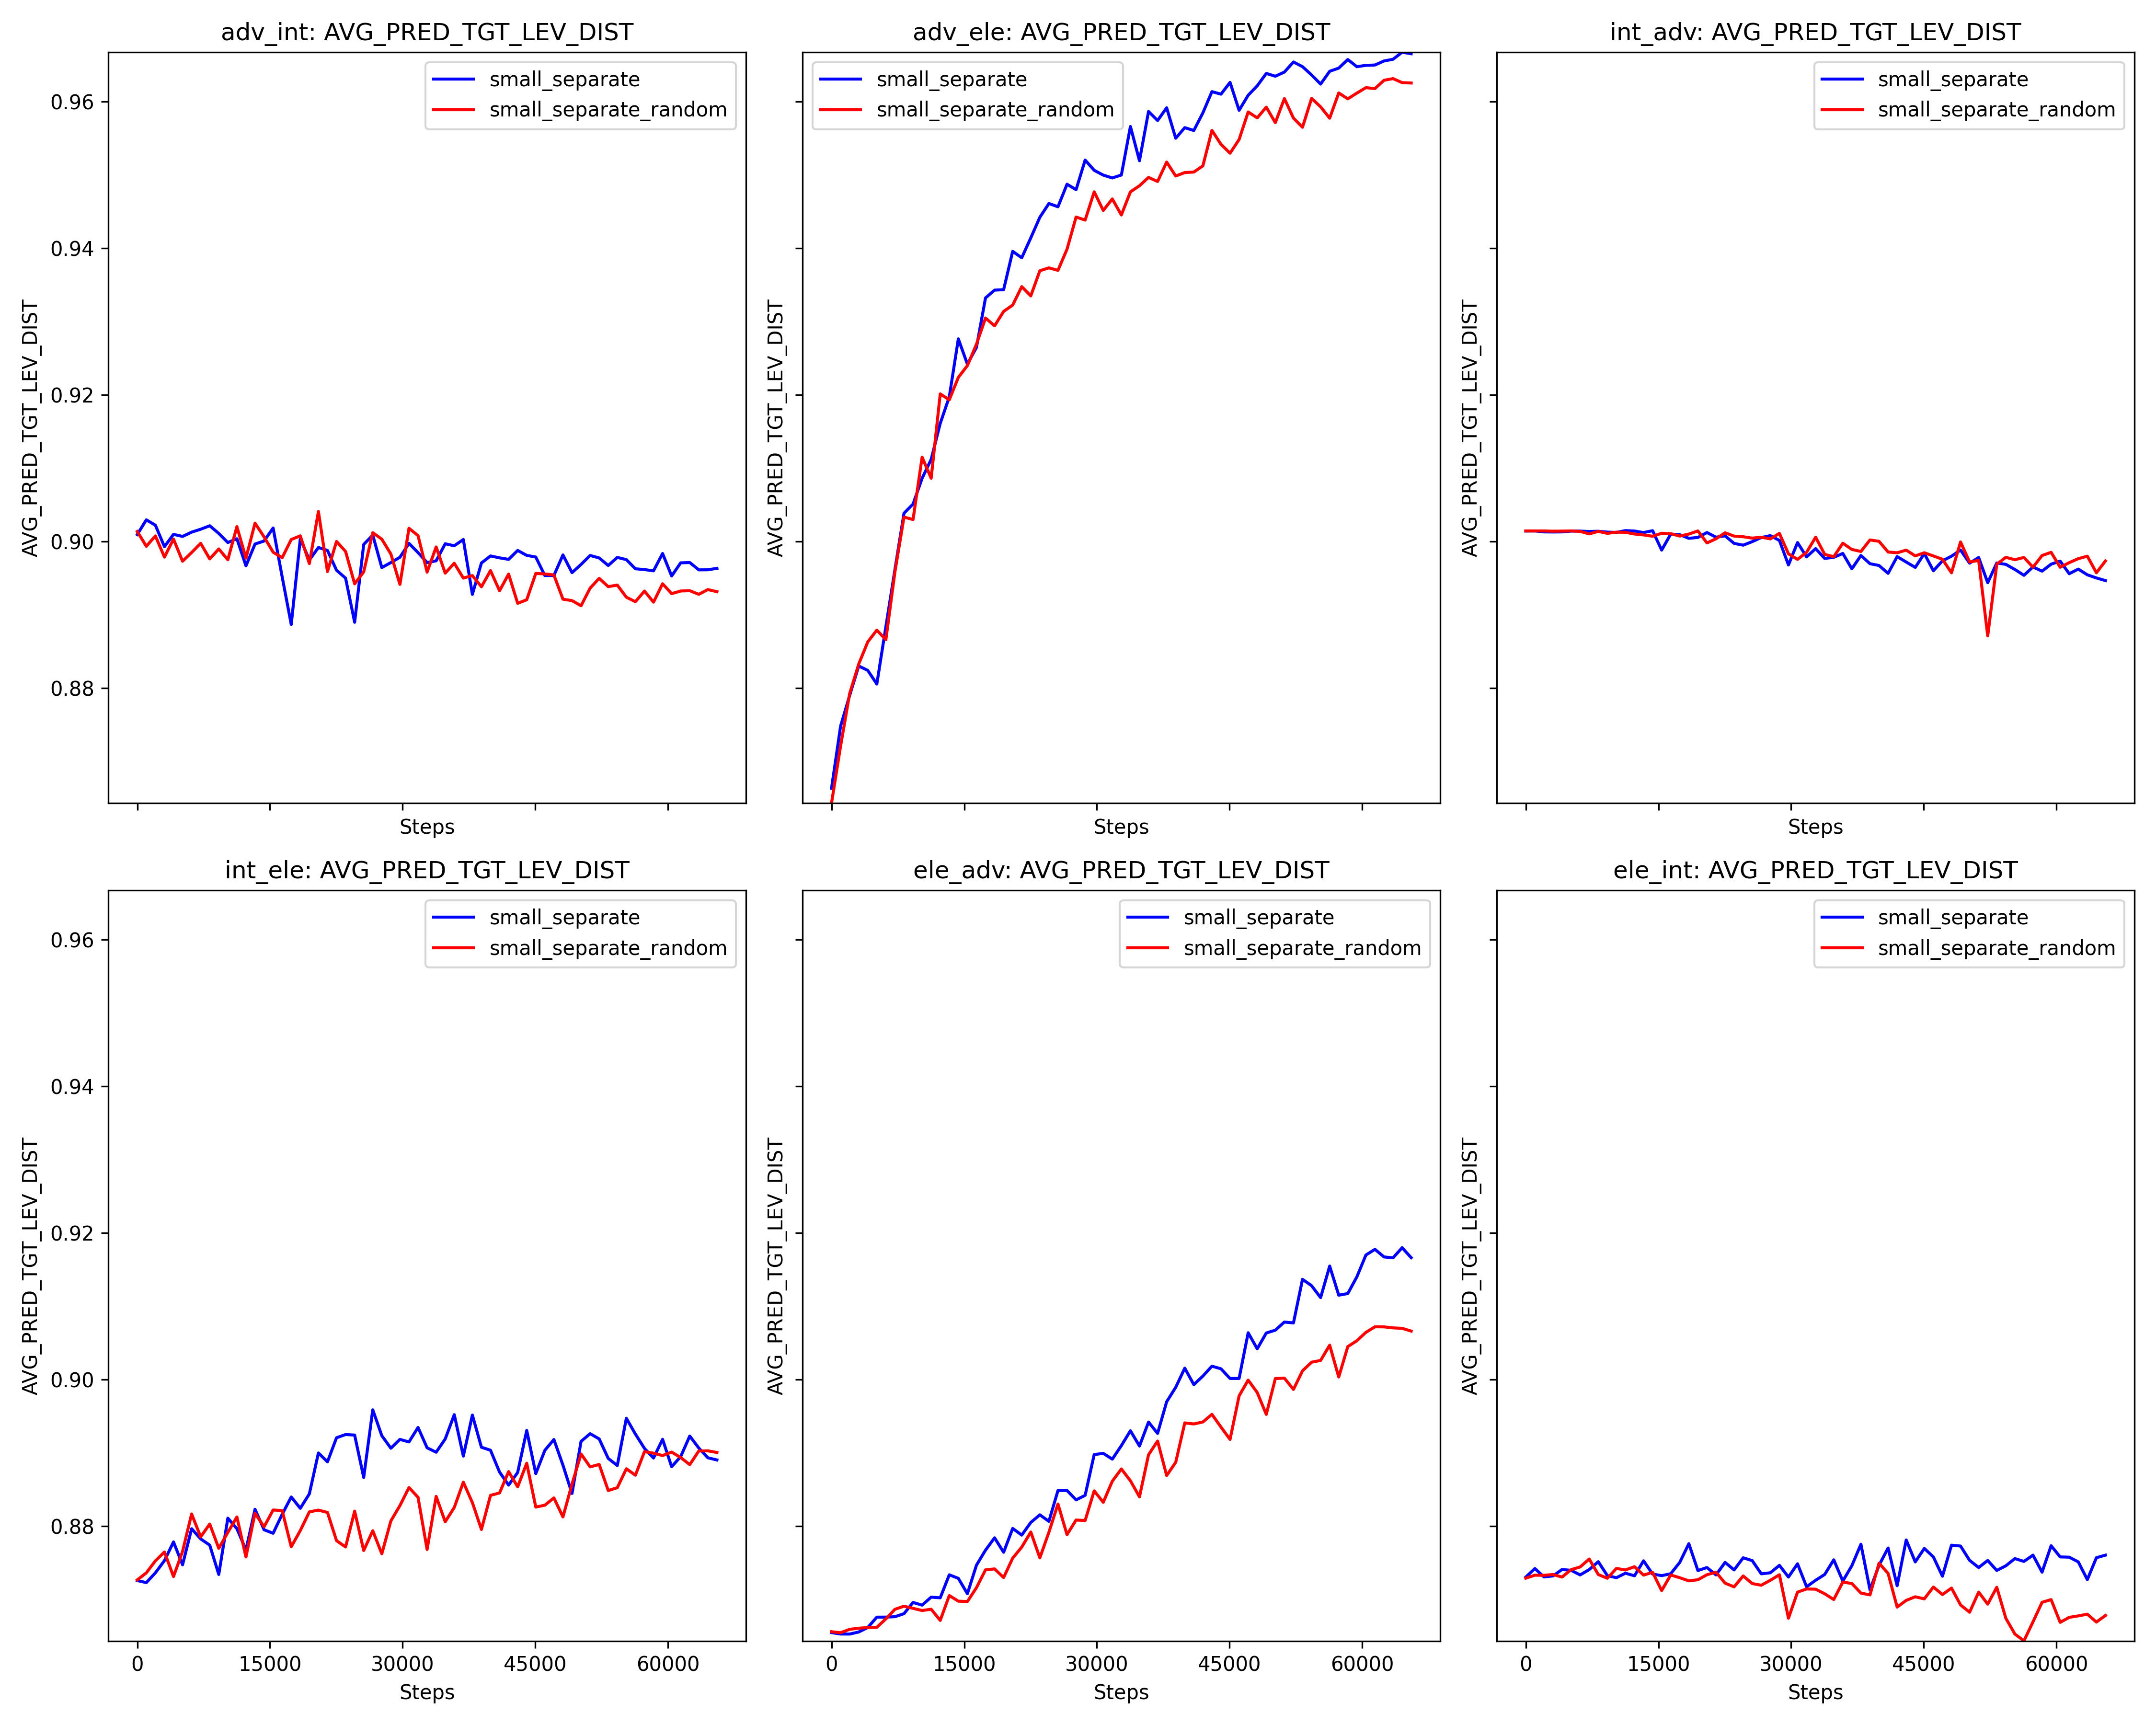 adv_int: AVG_PRED_TGT_LEV_DIST
AVG_PRED_TGT_LEV_DIST
0.96
0.94
0.92
0.90
0.88
small_separate
small_separate_random
Steps
adv_ele: AVG_PRED_TGT_LEV_DIST
AVG_PRED_TGT_LEV_DIST
small_separate
small_separate_random
Steps
int_adv: AVG_PRED_TGT_LEV_DIST
AVG_PRED_TGT_LEV_DIST
small_separate
small_separate_random
Steps
int_ele: AVG_PRED_TGT_LEV_DIST
AVG_PRED_TGT_LEV_DIST
0.96
0.94
0.92
0.90
0.88
small_separate
small_separate_random
0 15000 30000 45000 60000
Steps
ele_adv: AVG_PRED_TGT_LEV_DIST
AVG_PRED_TGT_LEV_DIST
small_separate
small_separate_random
0 15000 30000 45000 60000
Steps
ele_int: AVG_PRED_TGT_LEV_DIST
AVG_PRED_TGT_LEV_DIST
small_separate
small_separate_random
0 15000 30000 45000 60000
Steps